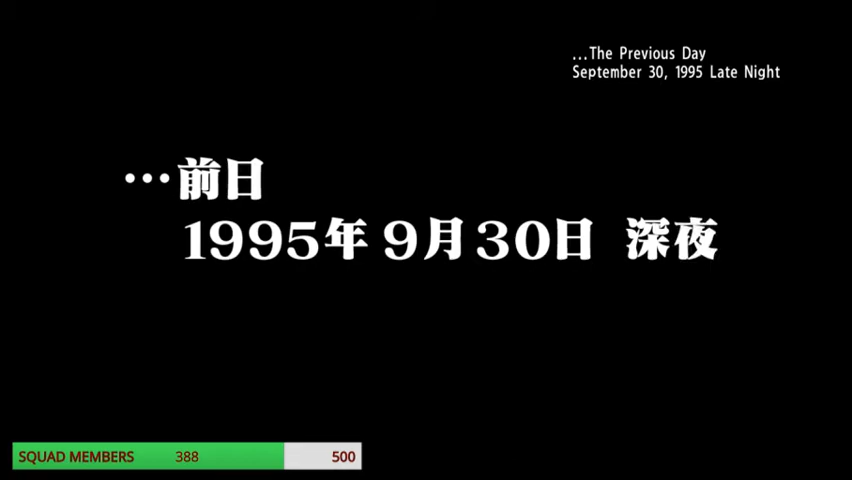 ...The Previous Day
September 30, 1995 Late Night
…前日
1995年9月30日 深夜
SQUAD MEMBERS 388 500